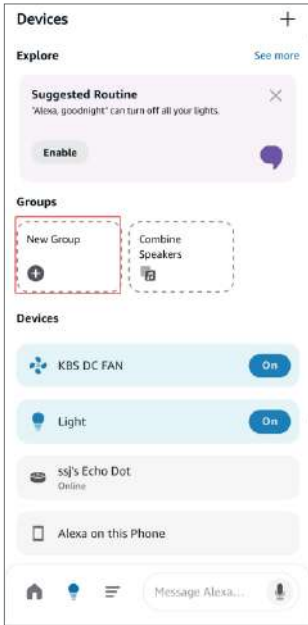 Devices
Explore
See more
Suggested Routine
"Alexa, goodnight" can turn off all your lights.
Enable
Groups
New Group
Combine
Speakers
Devices
KBS DC FAN
On
Light
On
ssj's Echo Dot
Online
Alexa on this Phone
Message Alexa...